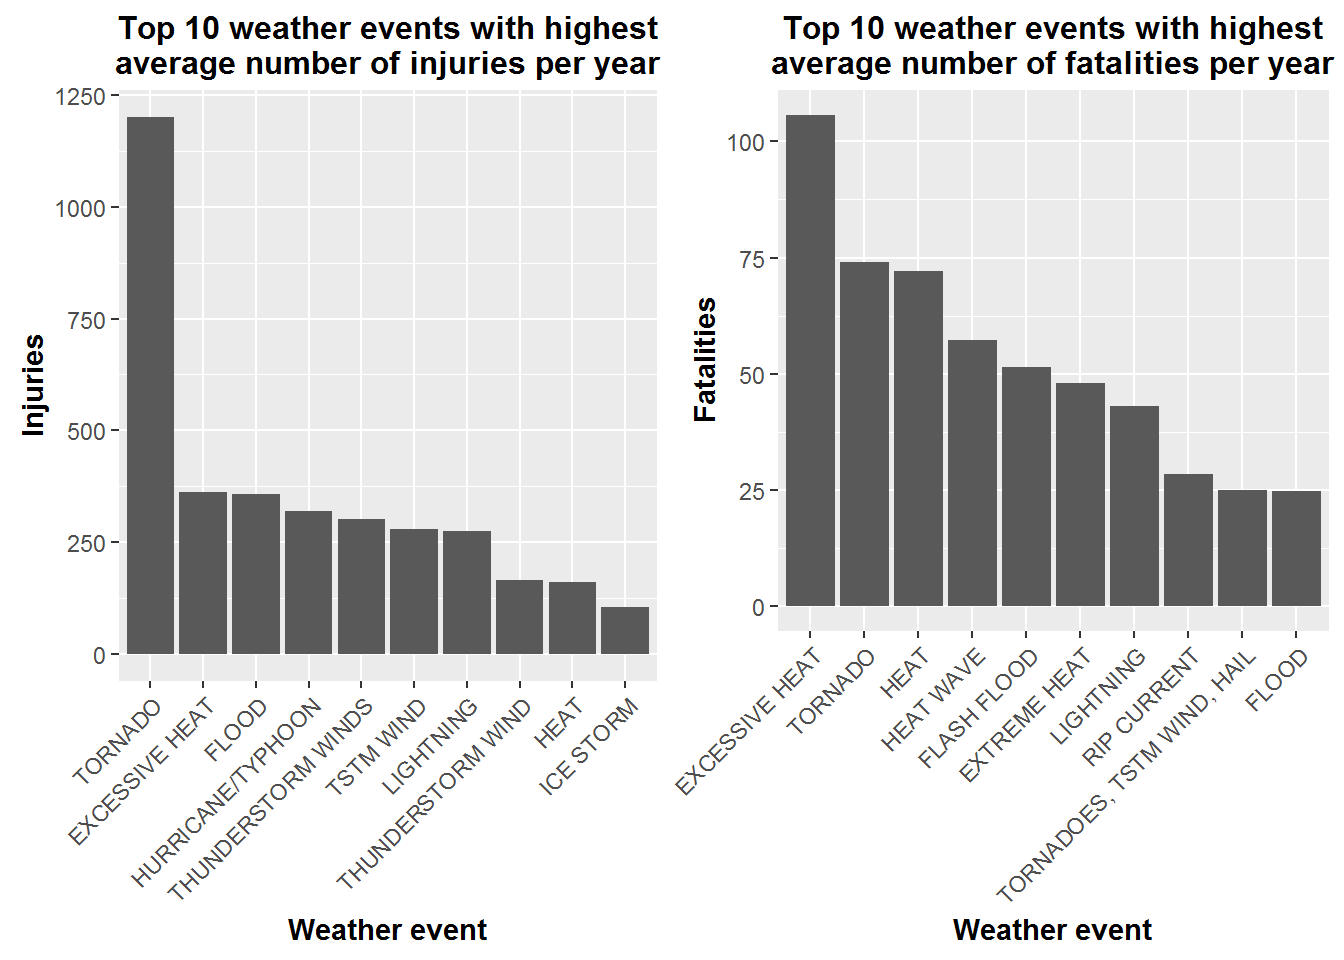 Top 10 weather events with highest
average number of injuries per year
Injuries
1250
1000
750
500
250
0
TORNADO
EXCESSIVE HEAT
FLOOD
HURRICANE/TYPHOON
THUNDERSTORM WINDS
TSTM WIND
LIGHTNING
THUNDERSTORM WIND
HEAT
ICE STORM
Weather event
Top 10 weather events with highest
average number of fatalities per year
Fatalities
100
75
50
25
0
EXCESSIVE HEAT
TORNADO
HEAT
HEAT WAVE
FLASH FLOOD
EXTREME HEAT
LIGHTNING
RIP CURRENT
TORNADOES, TSTM WIND, HAIL
FLOOD
Weather event